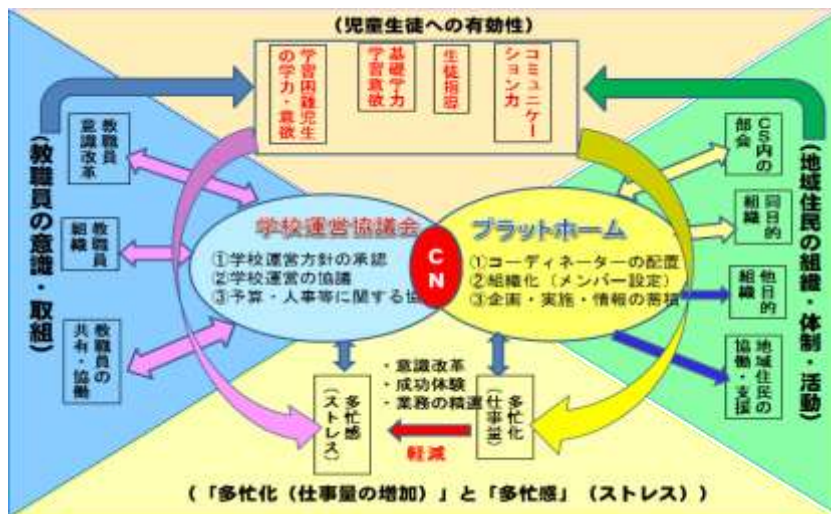 (児童生徒への有効性)
学習困難児生
の学力・意欲
基礎学力
学習意欲
生徒指導
コミュニケー
ション力
(教職員の意識・取組)
教職員
意識改革
教職員
組織
教職員の
共有・協働
学校運営協議会
①学校運営方針の承認
②学校運営の協議
③予算・人事等に関する協
CN
プラットホーム
①コーディネーターの配置
②組織化(メンバー設定)
③企画・実施・情報の蓄積
CS内の
部会
同目的
組織
他目的
組織
地域住民の
協働・支援
(地域住民の組織・体制・活動)
・意識改革
・成功体験
・業務の精選
多忙感
(ストレス)
軽減
多忙化
(仕事量)
(「多忙化(仕事量の増加)」と「多忙感」(ストレス))